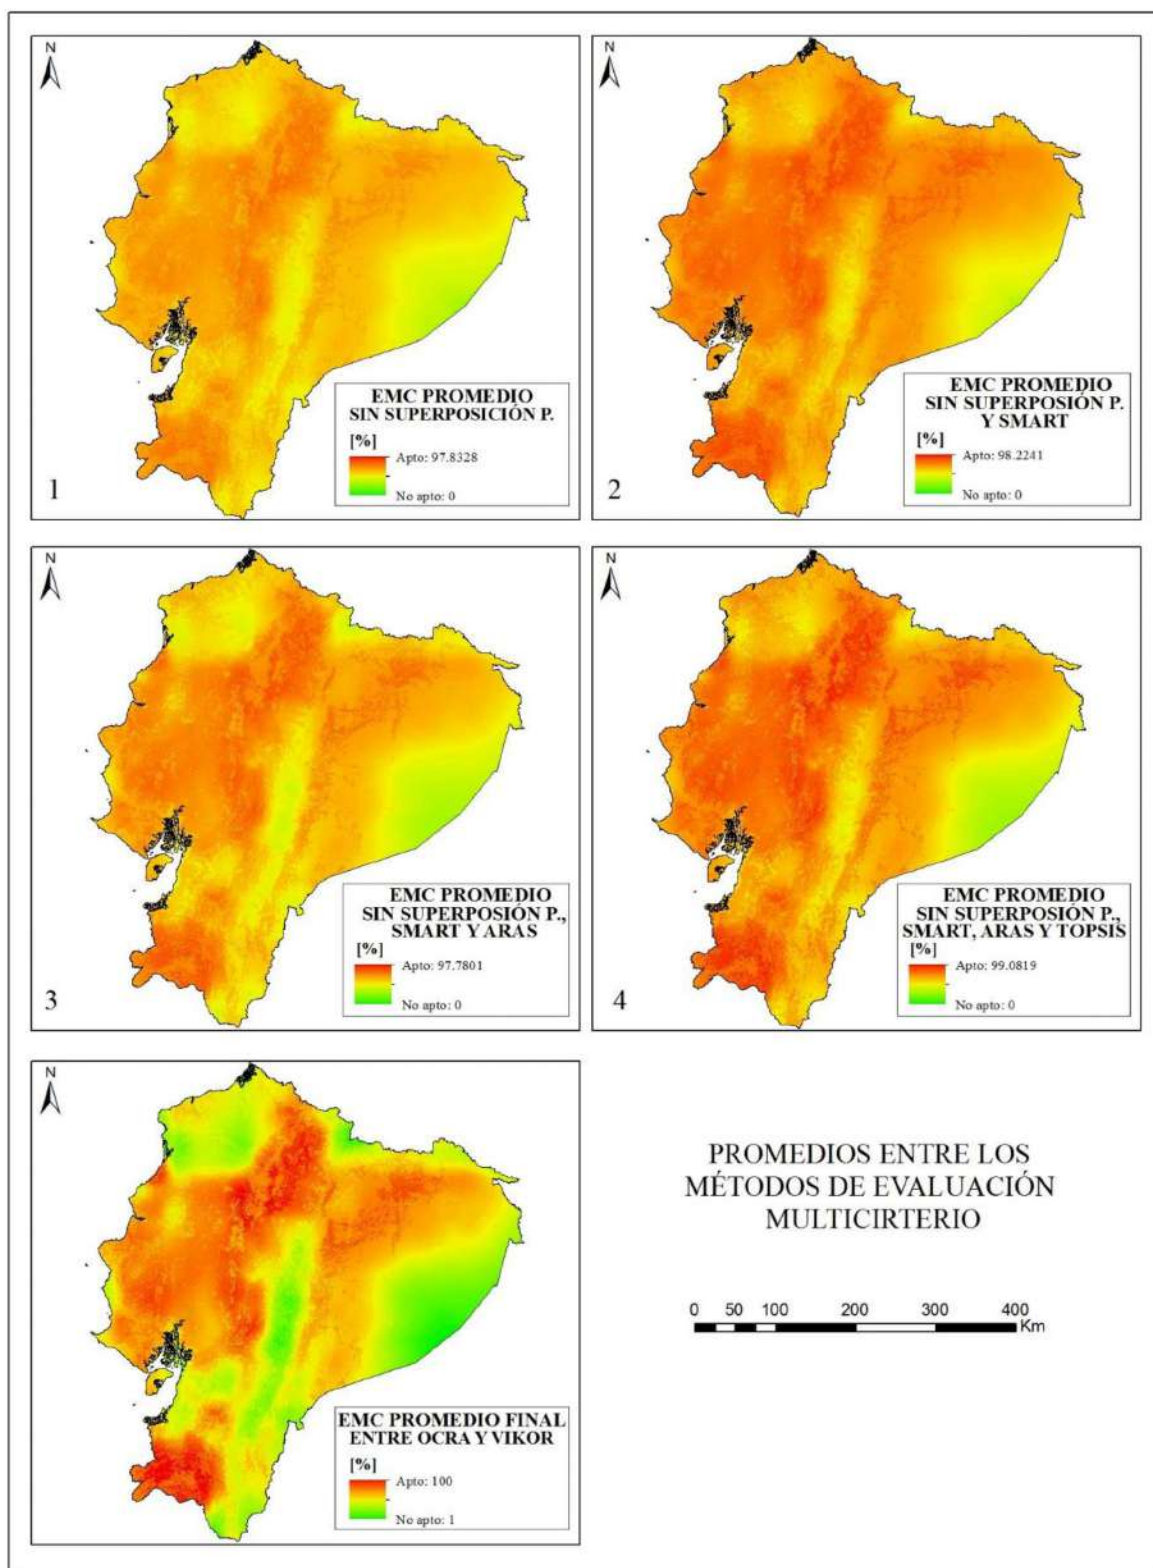 N
EMC PROMEDIO
SIN SUPERPOSICIÓN P.
[%]
Apto: 97.8328
No apto: 0
1
N
EMC PROMEDIO
SIN SUPERPOSIÓN P.
Y SMART
[%]
Apto: 98.2241
No apto: 0
2
N
EMC PROMEDIO
SIN SUPERPOSIÓN P.,
SMART Y ARAS
[%]
Apto: 97.7801
No apto: 0
3
N
EMC PROMEDIO
SIN SUPERPOSIÓN P.,
SMART, ARAS Y TOPSIS
[%]
Apto: 99.0819
No apto: 0
4
N
EMC PROMEDIO FINAL
ENTRE OCRA Y VIKOR
[%]
Apto: 100
No apto: 1
PROMEDIOS ENTRE LOS
MÉTODOS DE EVALUACIÓN
MULTICIRTERIO
0 50 100 200 300 400
Km